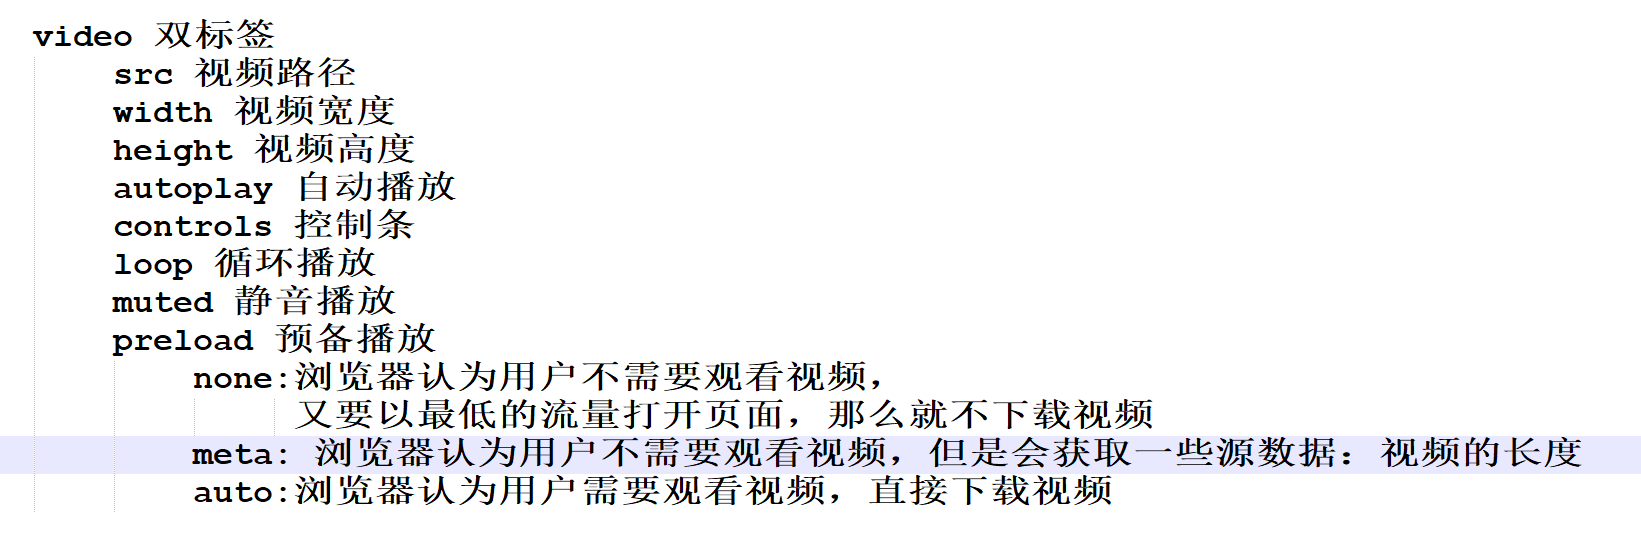 video 双标签
src 视频路径
width 视频宽度
height 视频高度
autoplay 自动播放
controls 控制条
loop 循环播放
muted 静音播放
preload 预备播放
none:浏览器认为用户不需要观看视频，
又要以最低的流量打开页面，那么就不下载视频
meta: 浏览器认为用户不需要观看视频，但是会获取一些源数据：视频的长度
auto:浏览器认为用户需要观看视频，直接下载视频